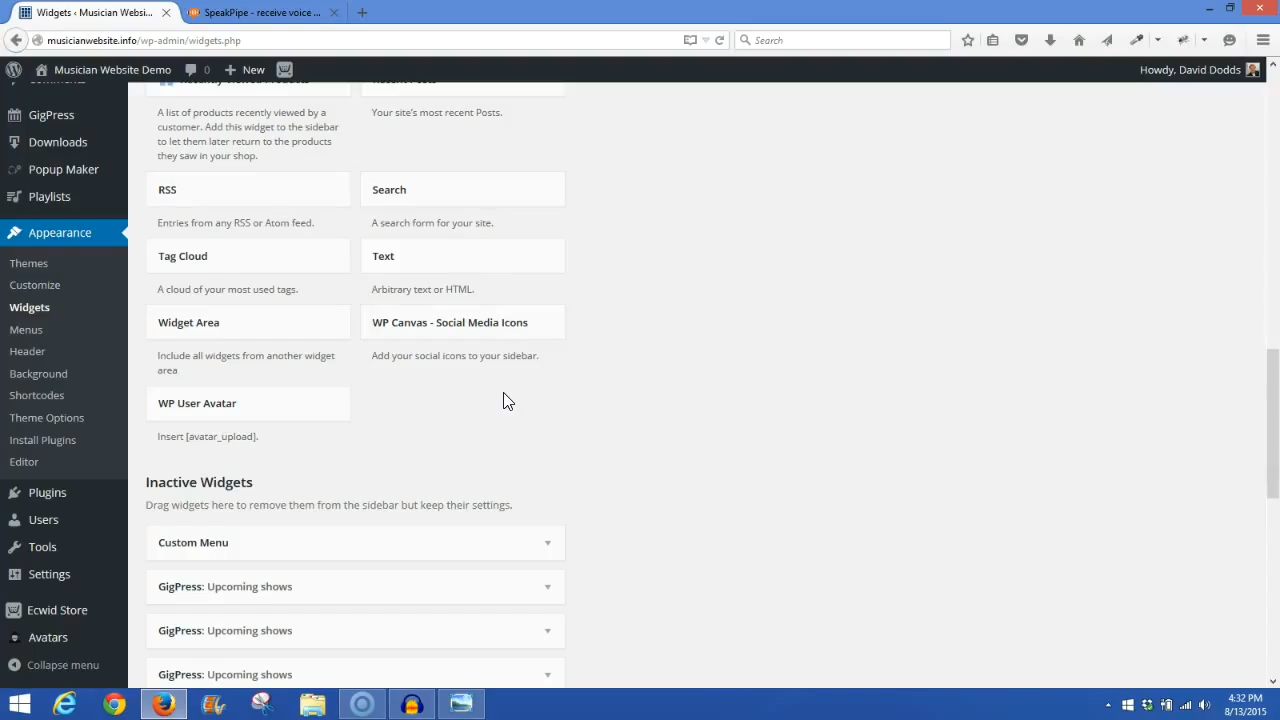 Widgets ‹ Musician Websi...
SpeakPipe - receive voice ...
musicianwebsite.info/wp-admin/widgets.php
Search
Musician Website Demo
0
New
Howdy, David Dodds
Comments
GigPress
Downloads
Popup Maker
Playlists
Appearance
Themes
Customize
Widgets
Menus
Header
Background
Shortcodes
Theme Options
Install Plugins
Editor
Plugins
Users
Tools
Settings
Ecwid Store
Avatars
Collapse menu
Recently Viewed Products
Recent Posts
A list of products recently viewed by a
customer. Add this widget to the sidebar
to let them later return to the products
they saw in your shop.
Your site's most recent Posts.
RSS
Search
Entries from any RSS or Atom feed.
A search form for your site.
Tag Cloud
Text
A cloud of your most used tags.
Arbitrary text or HTML.
Widget Area
WP Canvas - Social Media Icons
Include all widgets from another widget
area
Add your social icons to your sidebar.
WP User Avatar
Insert [avatar_upload].
Inactive Widgets
Drag widgets here to remove them from the sidebar but keep their settings.
Custom Menu
GigPress: Upcoming shows
GigPress: Upcoming shows
GigPress: Upcoming shows
4:32 PM
8/13/2015